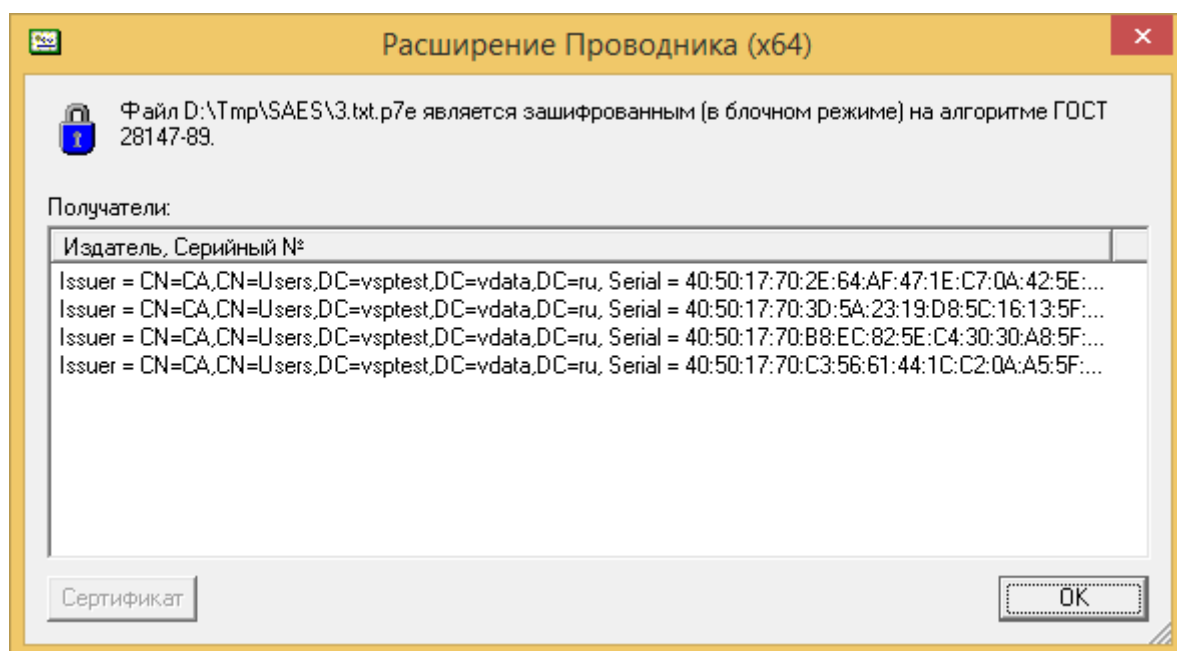 Расширение Проводника (x64)
Файл D:\Tmp\SAES\3.txt.p7e является зашифрованным (в блочном режиме) на алгоритме ГОСТ
28147-89.
Получатели:
Издатель, Серийный №
Issuer = CN=CA,CN=Users,DC=vsptest,DC=vdata,DC=ru, Serial = 40:50:17:70:2E:64:AF:47:1E:C7:0A:42:5E:...
Issuer = CN=CA,CN=Users,DC=vsptest,DC=vdata,DC=ru, Serial = 40:50:17:70:3D:5A:23:19:D8:5C:16:13:5F:...
Issuer = CN=CA,CN=Users,DC=vsptest,DC=vdata,DC=ru, Serial = 40:50:17:70:B8:EC:82:5E:C4:30:30:A8:5F:...
Issuer = CN=CA,CN=Users,DC=vsptest,DC=vdata,DC=ru, Serial = 40:50:17:70:C3:56:61:44:1C:C2:0A:A5:5F:...
Сертификат
OK